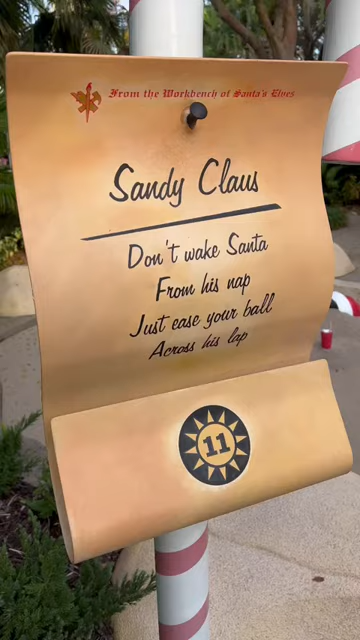 From the Workbench of Santa's Elves
Sandy Claus
Don't wake Santa
From his nap
Just ease your ball
Across his lap
11